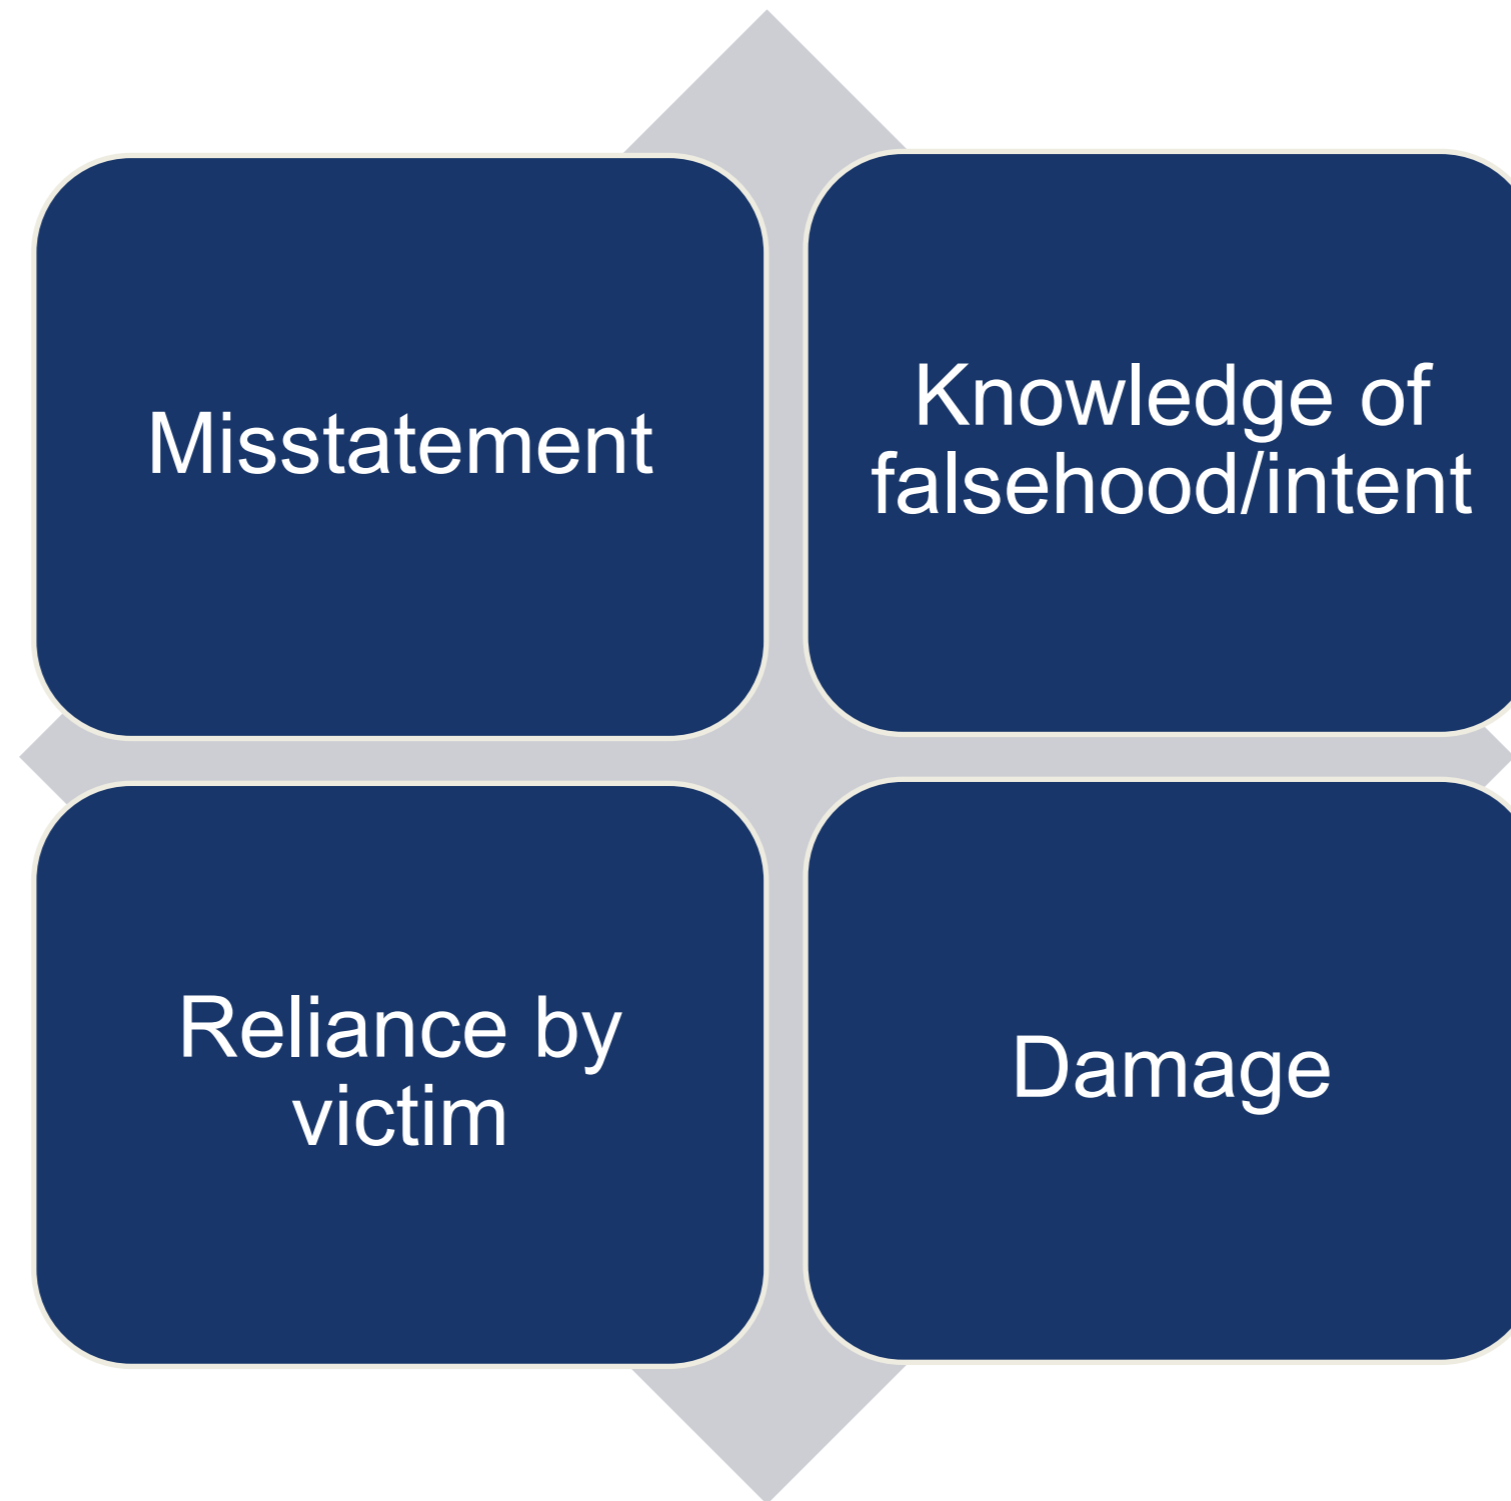 Misstatement
Knowledge of
falsehood/intent
Reliance by
victim
Damage